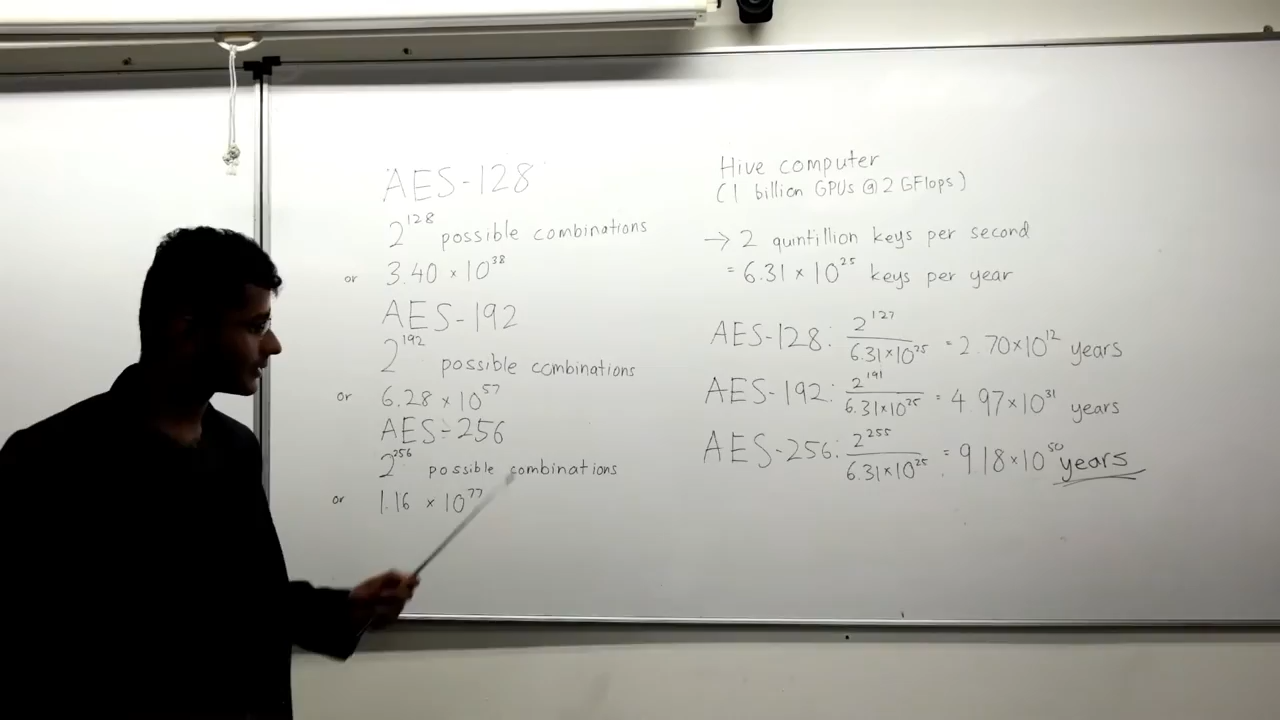 AES-128
2^128 possible combinations
or 3.40 × 10^38
AES-192
2^192 possible combinations
or 6.28 × 10^57
AES-256
2^256 possible combinations
or 1.16 × 10^77
Hive computer
(1 billion GPUs @ 2 GFlops)
→ 2 quintillion keys per second
= 6.31 × 10^25 keys per year
AES-128: 2^127 / 6.31×10^25 = 2.70×10^12 years
AES-192: 2^191 / 6.31×10^25 = 4.97×10^31 years
AES-256: 2^255 / 6.31×10^25 = 9.18×10^50 years